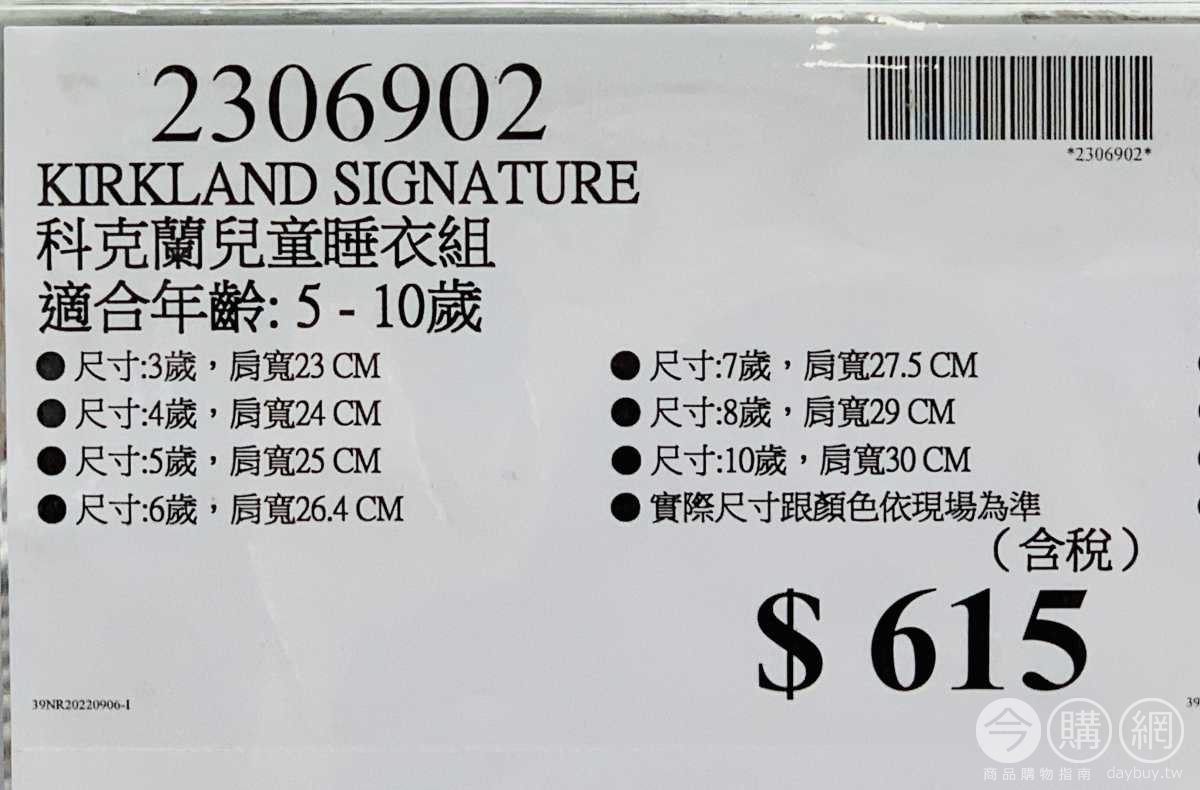 2306902
*2306902*
KIRKLAND SIGNATURE
科克蘭兒童睡衣組
適合年齡: 5 - 10歲
● 尺寸:3歲，肩寬23 CM
● 尺寸:4歲，肩寬24 CM
● 尺寸:5歲，肩寬25 CM
● 尺寸:6歲，肩寬26.4 CM
● 尺寸:7歲，肩寬27.5 CM
● 尺寸:8歲，肩寬29 CM
● 尺寸:10歲，肩寬30 CM
● 實際尺寸跟顏色依現場為準
（含稅）
$ 615
39NR20220906-I
39
今購網
商品購物指南 daybuy.tw